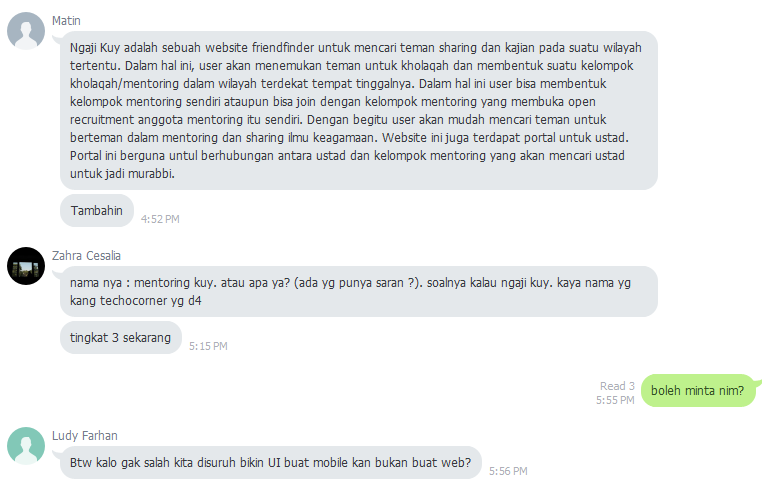 Matin
Ngaji Kuy adalah sebuah website friendfinder untuk mencari teman sharing dan kajian pada suatu wilayah
tertentu. Dalam hal ini, user akan menemukan teman untuk kholaqah dan membentuk suatu kelompok
kholaqah/mentoring dalam wilayah terdekat tempat tinggalnya. Dalam hal ini user bisa membentuk
kelompok mentoring sendiri ataupun bisa join dengan kelompok mentoring yang membuka open
recruitment anggota mentoring itu sendiri. Dengan begitu user akan mudah mencari teman untuk
berteman dalam mentoring dan sharing ilmu keagamaan. Website ini juga terdapat portal untuk ustad.
Portal ini berguna untul berhubungan antara ustad dan kelompok mentoring yang akan mencari ustad
untuk jadi murabbi.
Tambahin
4:52 PM
Zahra Cesalia
nama nya : mentoring kuy. atau apa ya? (ada yg punya saran ?). soalnya kalau ngaji kuy. kaya nama yg
kang techocorner yg d4
tingkat 3 sekarang
5:15 PM
Read 3
5:55 PM
boleh minta nim?
Ludy Farhan
Btw kalo gak salah kita disuruh bikin UI buat mobile kan bukan buat web?
5:56 PM